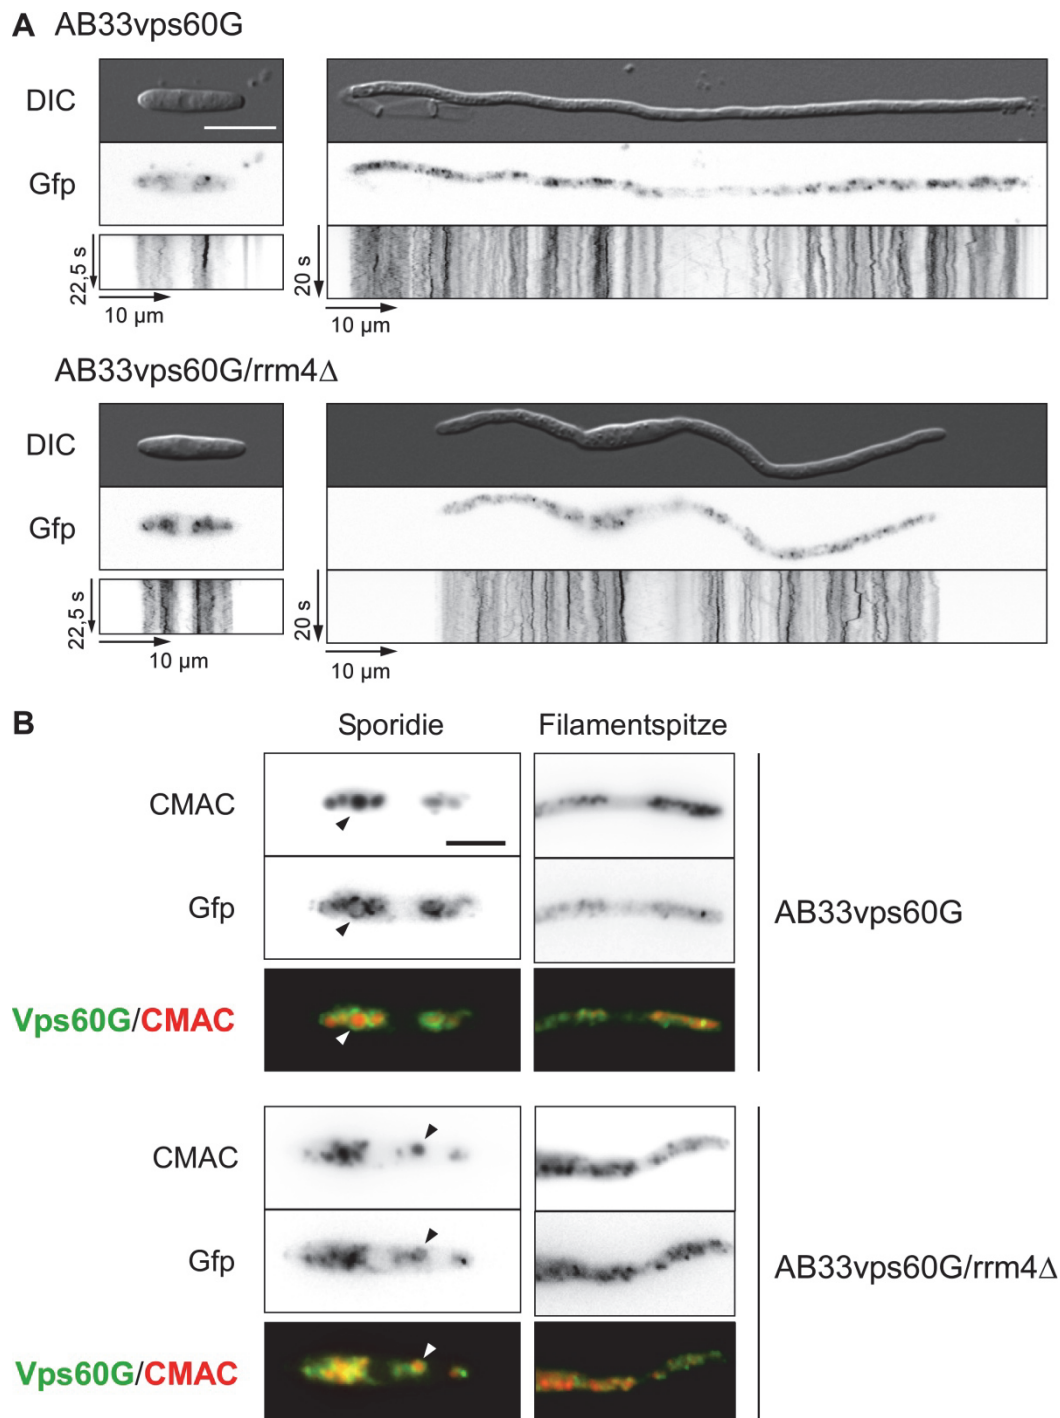 A AB33vps60G
DIC
Gfp
22,5 s
10 µm
20 s
10 µm
AB33vps60G/rrm4Δ
DIC
Gfp
22,5 s
10 µm
20 s
10 µm
B
Sporidie Filamentspitze
CMAC
Gfp
AB33vps60G
Vps60G/CMAC
CMAC
Gfp
AB33vps60G/rrm4Δ
Vps60G/CMAC